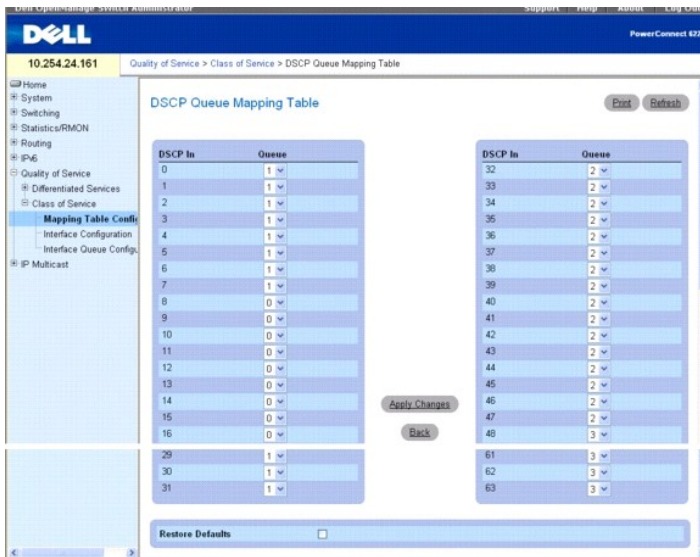 Dell OpenManage Switch Administrator
Support Help About Log Out
DELL
PowerConnect 622
10.254.24.161
Quality of Service > Class of Service > DSCP Queue Mapping Table
Home
System
Switching
Statistics/RMON
Routing
IPv6
Quality of Service
Differentiated Services
Class of Service
Mapping Table Config
Interface Configuration
Interface Queue Configu
IP Multicast
DSCP Queue Mapping Table
Print Refresh
DSCP In Queue
0 1
1 1
2 1
3 1
4 1
5 1
6 1
7 1
8 0
9 0
10 0
11 0
12 0
13 0
14 0
15 0
16 0
29 1
30 1
31 1
Apply Changes
Back
DSCP In Queue
32 2
33 2
34 2
35 2
36 2
37 2
38 2
39 2
40 2
41 2
42 2
43 2
44 2
45 2
46 2
47 2
48 3
61 3
62 3
63 3
Restore Defaults